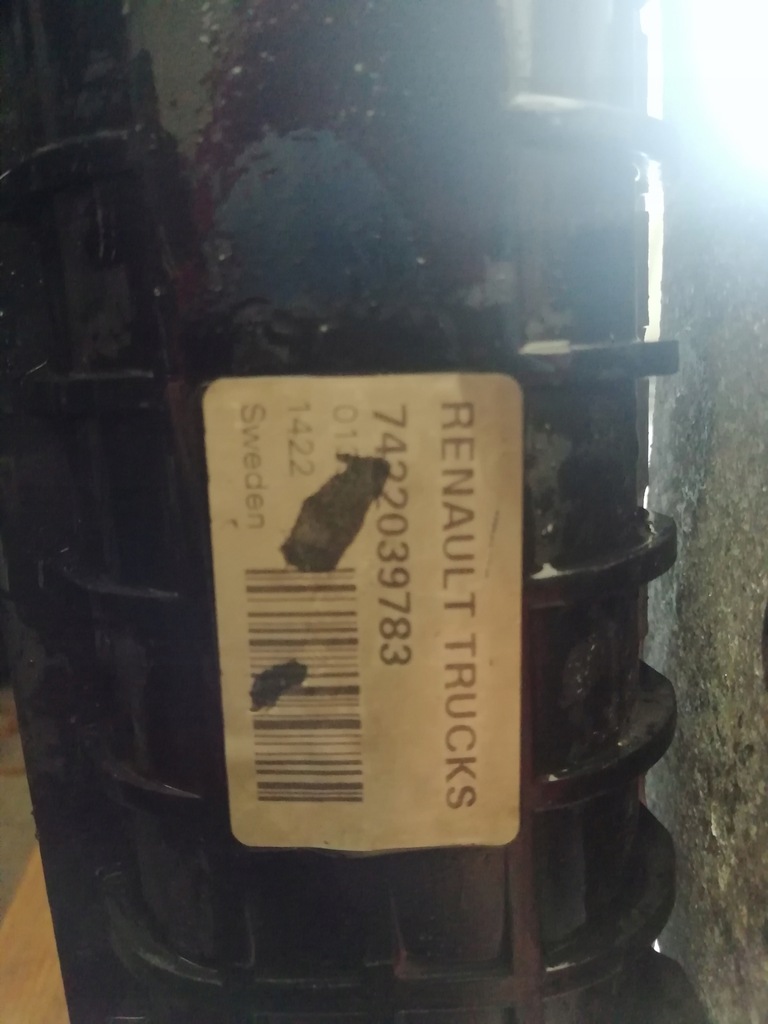 RENAULT TRUCKS
7422039783
1422
Sweden